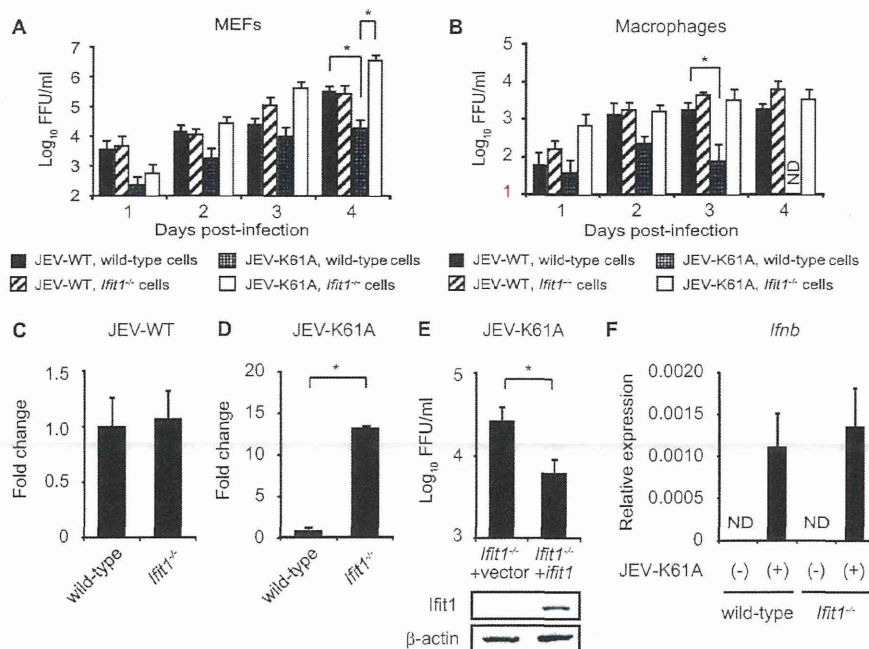 A MEFs
Log10 FFU/ml
7
6
5
4
3
2
* *
1 2 3 4
Days post-infection
B Macrophages
Log10 FFU/ml
5
4
3
2
1
*
ND
1 2 3 4
Days post-infection
JEV-WT, wild-type cells
JEV-WT, Ifit1-/- cells
JEV-K61A, wild-type cells
JEV-K61A, Ifit1-/- cells
JEV-WT, wild-type cells
JEV-WT, Ifit1-/- cells
JEV-K61A, wild-type cells
JEV-K61A, Ifit1-/- cells
C JEV-WT
Fold change
1.5
1.0
0.5
0
wild-type
Ifit1-/-
D JEV-K61A
Fold change
20
15
10
5
0
*
wild-type
Ifit1-/-
E JEV-K61A
Log10 FFU/ml
5
4
3
*
Ifit1-/- Ifit1-/-
+vector +ifit1
Ifit1
β-actin
F Ifnb
Relative expression
0.0020
0.0015
0.0010
0.0005
0
ND ND
JEV-K61A (-) (+) (-) (+)
wild-type Ifit1-/-